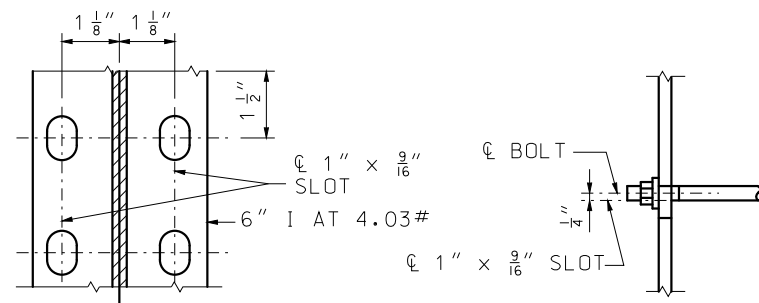 1 1/8" 1 1/8"
1 1/2"
℄ 1" x 9/16"
SLOT
6" I AT 4.03#
℄ BOLT
1/4"
℄ 1" x 9/16" SLOT